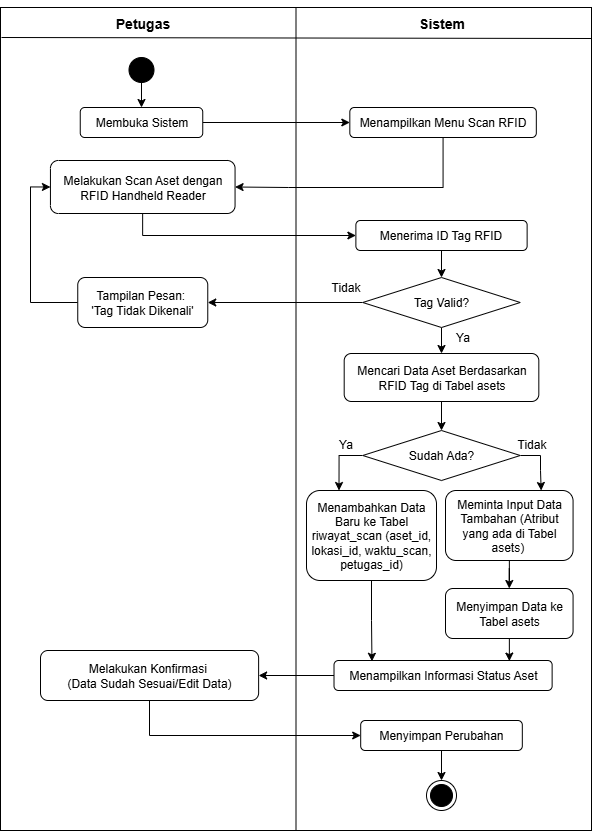 Petugas
Sistem
Membuka Sistem
Menampilkan Menu Scan RFID
Melakukan Scan Aset dengan
RFID Handheld Reader
Menerima ID Tag RFID
Tag Valid?
Tidak
Tampilan Pesan:
'Tag Tidak Dikenali'
Ya
Mencari Data Aset Berdasarkan
RFID Tag di Tabel asets
Sudah Ada?
Ya
Tidak
Menambahkan Data
Baru ke Tabel
riwayat_scan (aset_id,
lokasi_id, waktu_scan,
petugas_id)
Meminta Input Data
Tambahan (Atribut
yang ada di Tabel
asets)
Menyimpan Data ke
Tabel asets
Menampilkan Informasi Status Aset
Melakukan Konfirmasi
(Data Sudah Sesuai/Edit Data)
Menyimpan Perubahan